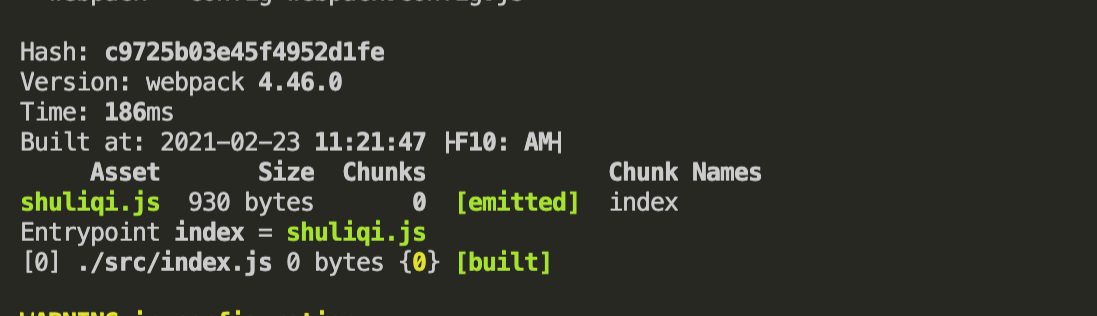 webpack --config webpack.config.js
Hash: c9725b03e45f4952d1fe
Version: webpack 4.46.0
Time: 186ms
Built at: 2021-02-23 11:21:47 ├F10: AM┤
Asset Size Chunks Chunk Names
shuliqi.js 930 bytes 0 [emitted] index
Entrypoint index = shuliqi.js
[0] ./src/index.js 0 bytes {0} [built]
WARNING in configuration